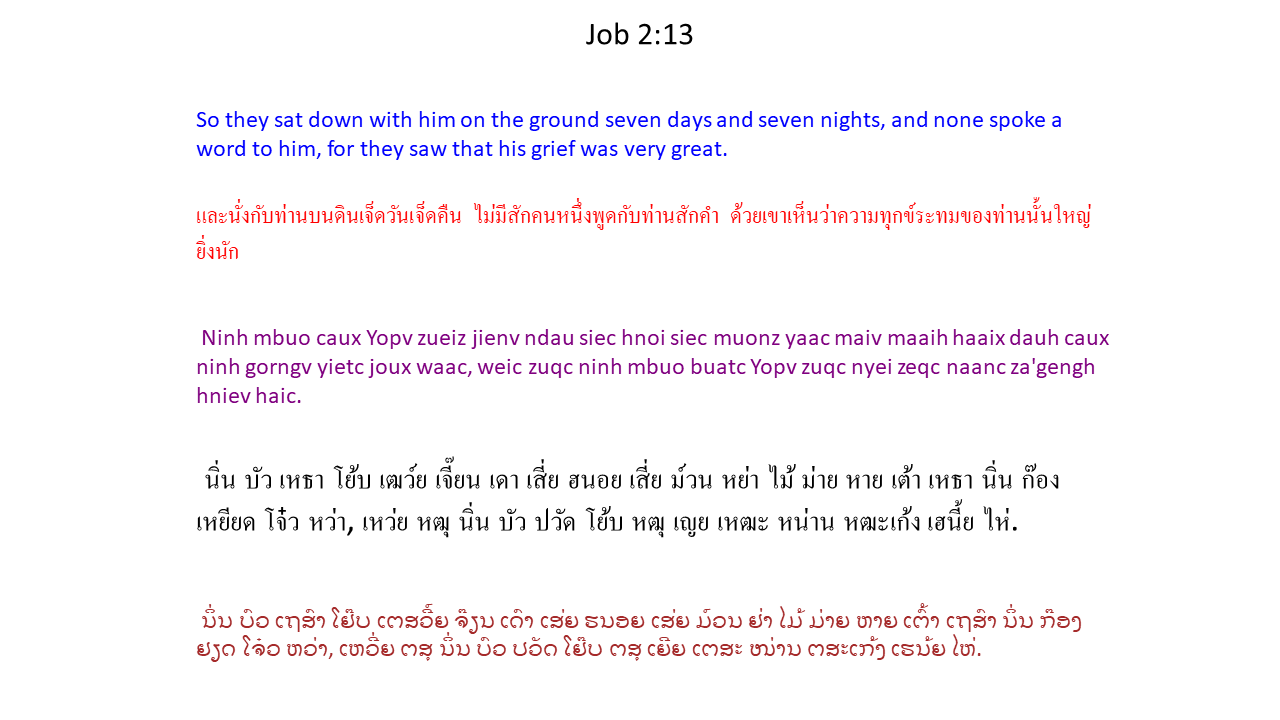 Job 2:13
So they sat down with him on the ground seven days and seven nights, and none spoke a
word to him, for they saw that his grief was very great.
และนั่งกับท่านบนดินเจ็ดวันเจ็ดคืน ไม่มีสักคนหนึ่งพูดกับท่านสักคำ ด้วยเขาเห็นว่าความทุกข์ระทมของท่านนั้นใหญ่
ยิ่งนัก
Ninh mbuo caux Yopv zueiz jienv ndau siec hnoi siec muonz yaac maiv maaih haaix dauh caux
ninh gorngv yietc joux waac, weic zuqc ninh mbuo buatc Yopv zuqc nyei zeqc naanc za'gengh
hniev haic.
นิ่น บัว เหธา โย้บ เฒว์ย เจี๊ยน เดา เสี่ย ฮนอย เสี่ย ม์วน หย่า ไม้ ม่าย หาย เต้า เหธา นิ่น ก๊อง
เหยียด โจ๋ว หว่า, เหว่ย หฒุ นิ่น บัว ปวัด โย้บ หฒุ เญย เหฒะ หน่าน หฒะเก้ง เฮนี้ย ไห่.
ນິ່ນ ບົວ ເຖສົາ ໂຢ໊ບ ເຕສວີ໌ຍ ຈ໊ຽນ ເດົາ ເສ່ຍ ຮນອຍ ເສ່ຍ ມ໌ວນ ຢ່າ ໄມ້ ມ່າຍ ຫາຍ ເຕົ້າ ເຖສົາ ນິ່ນ ກ໊ອງ
ຢຽດ ໂຈ໋ວ ຫວ່າ, ເຫວີ່ຍ ຕສຸ ນິ່ນ ບົວ ປວັດ ໂຢ໊ບ ຕສຸ ເຍີຍ ເຕສະ ໜ່ານ ຕສະເກ້ງ ເຮນ້ຍ ໄຫ່.